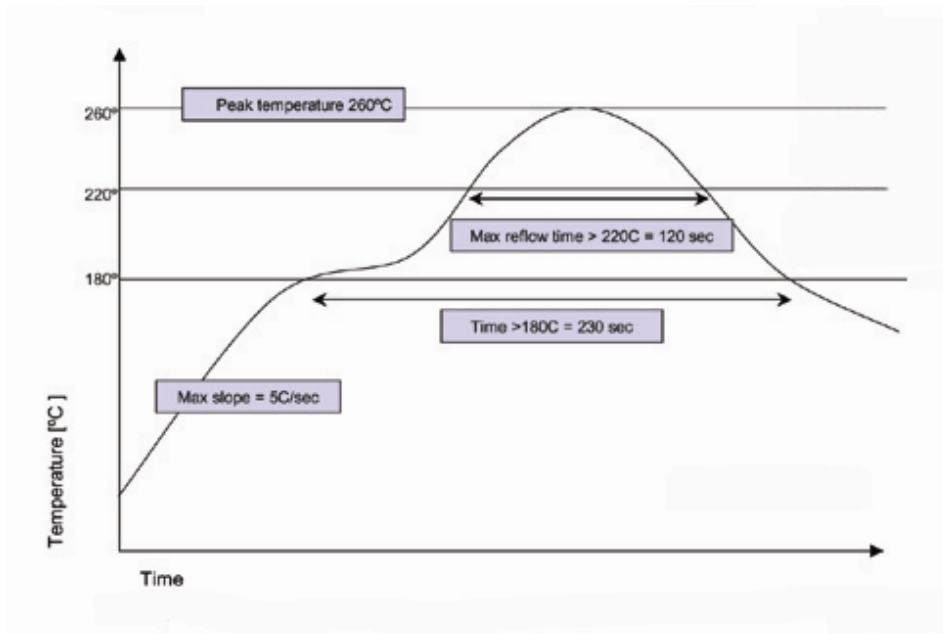 Peak temperature 260ºC
260º
220º
Max reflow time > 220C = 120 sec
180º
Time >180C = 230 sec
Max slope = 5C/sec
Temperature [ºC ]
Time